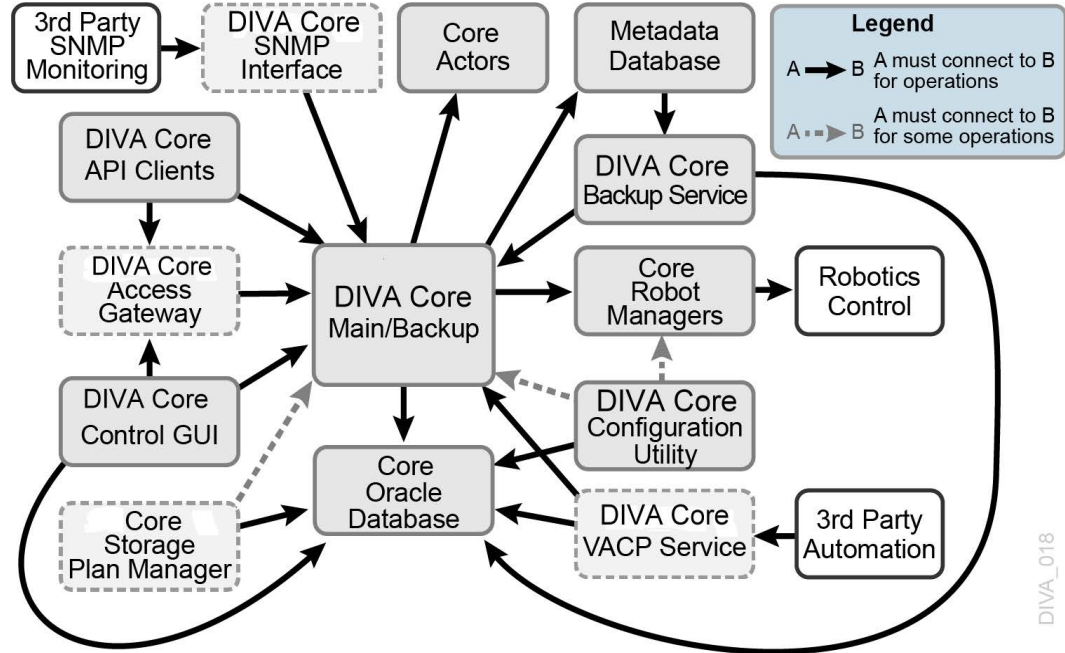 3rd Party
SNMP
Monitoring
DIVA Core
SNMP
Interface
Core
Actors
Metadata
Database
Legend
A B A must connect to B
for operations
A B A must connect to B
for some operations
DIVA Core
API Clients
DIVA Core
Backup Service
DIVA Core
Access
Gateway
DIVA Core
Main/Backup
Core
Robot
Managers
Robotics
Control
DIVA Core
Control GUI
DIVA Core
Configuration
Utility
Core
Oracle
Database
Core
Storage
Plan Manager
DIVA Core
VACP Service
3rd Party
Automation
DIVA_018